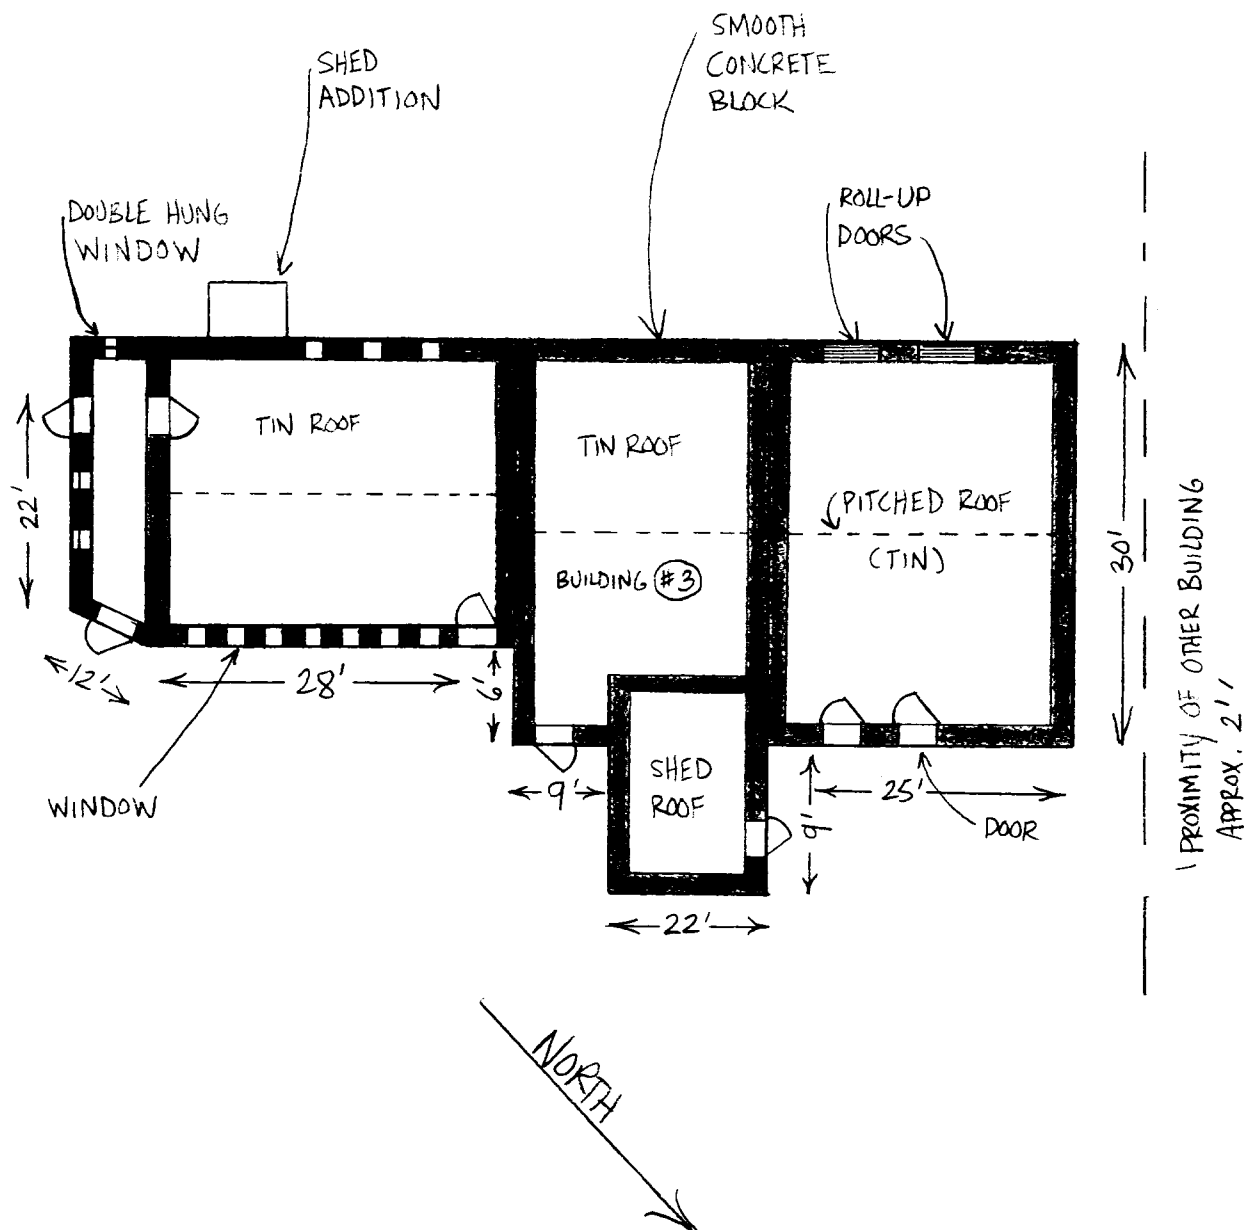 SMOOTH
CONCRETE
BLOCK
SHED
ADDITION
ROLL-UP
DOORS
DOUBLE HUNG
WINDOW
TIN ROOF
TIN ROOF
PITCHED ROOF
(TIN)
BUILDING #3
22'
30'
12'
28'
6'
SHED
ROOF
9'
9'
25'
WINDOW
DOOR
22'
PROXIMITY OF OTHER BUILDING
APPROX. 2'
NORTH